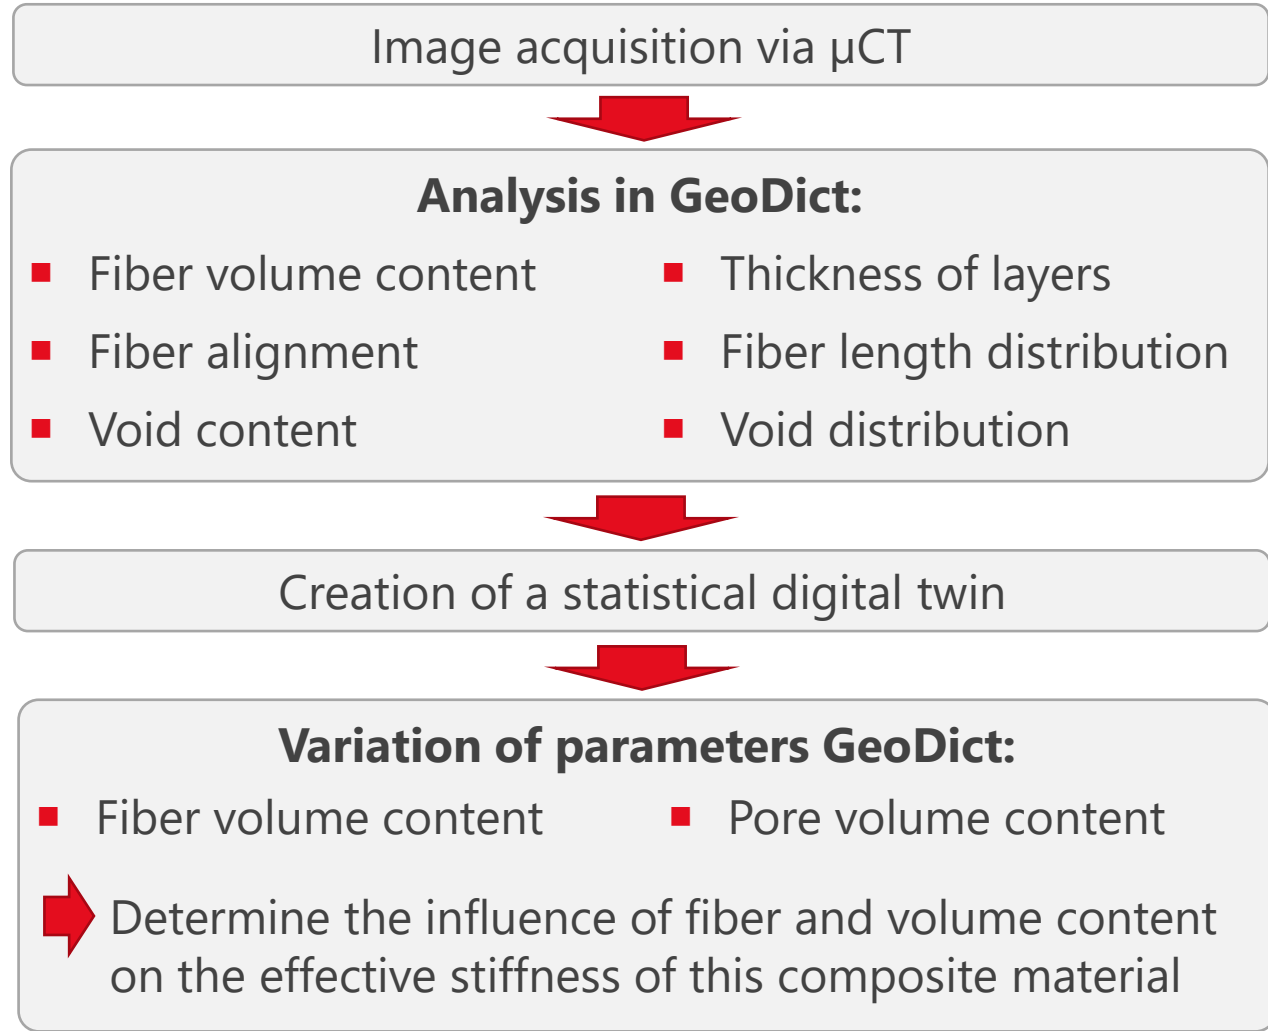 Image acquisition via µCT
Analysis in GeoDict:
Fiber volume content
Thickness of layers
Fiber alignment
Fiber length distribution
Void content
Void distribution
Creation of a statistical digital twin
Variation of parameters GeoDict:
Fiber volume content
Pore volume content
Determine the influence of fiber and volume content
on the effective stiffness of this composite material